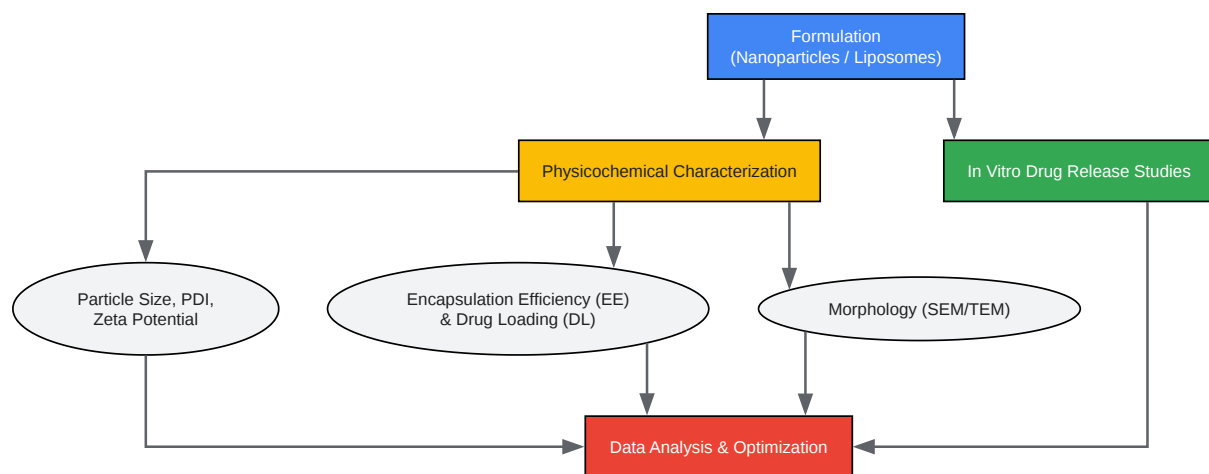 Formulation
(Nanoparticles / Liposomes)
Physicochemical Characterization
In Vitro Drug Release Studies
Particle Size, PDI,
Zeta Potential
Encapsulation Efficiency (EE)
& Drug Loading (DL)
Morphology (SEM/TEM)
Data Analysis & Optimization